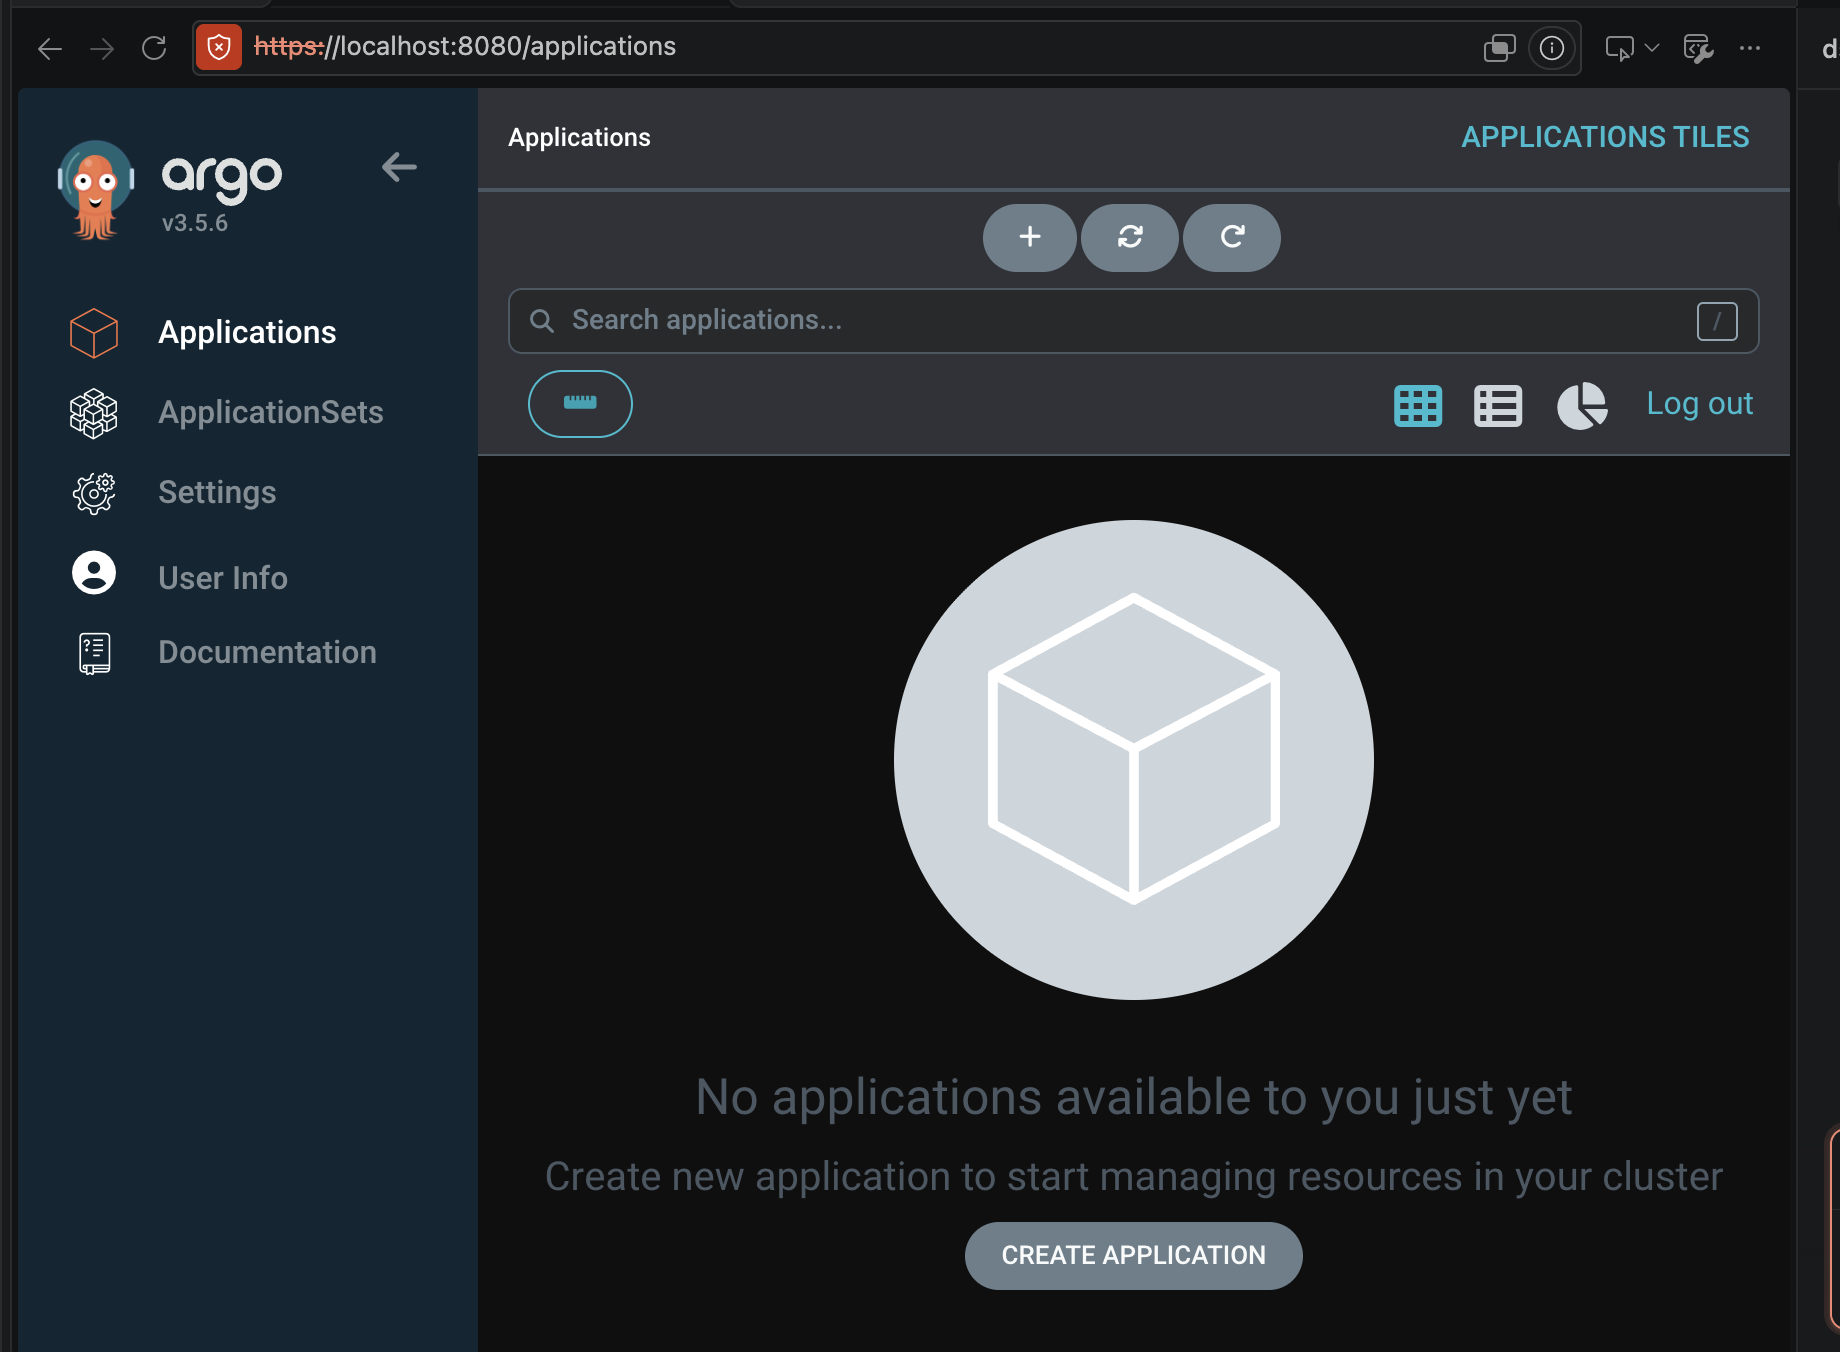 https://localhost:8080/applications
argo
v3.5.6
Applications
ApplicationSets
Settings
User Info
Documentation
Applications
APPLICATIONS TILES
Search applications...
/
Log out
No applications available to you just yet
Create new application to start managing resources in your cluster
CREATE APPLICATION